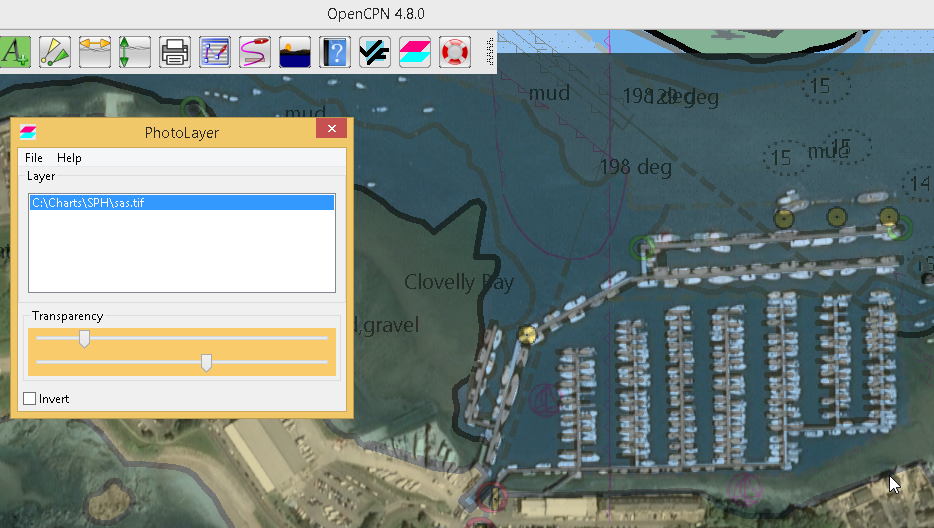 OpenCPN 4.8.0
A
?
mud
198 deg
15
mud
PhotoLayer
File Help
Layer
C:\Charts\SPH\sas.tif
198 deg
15
mud
15
14
Clovelly Bay
,gravel
Transparency
Invert